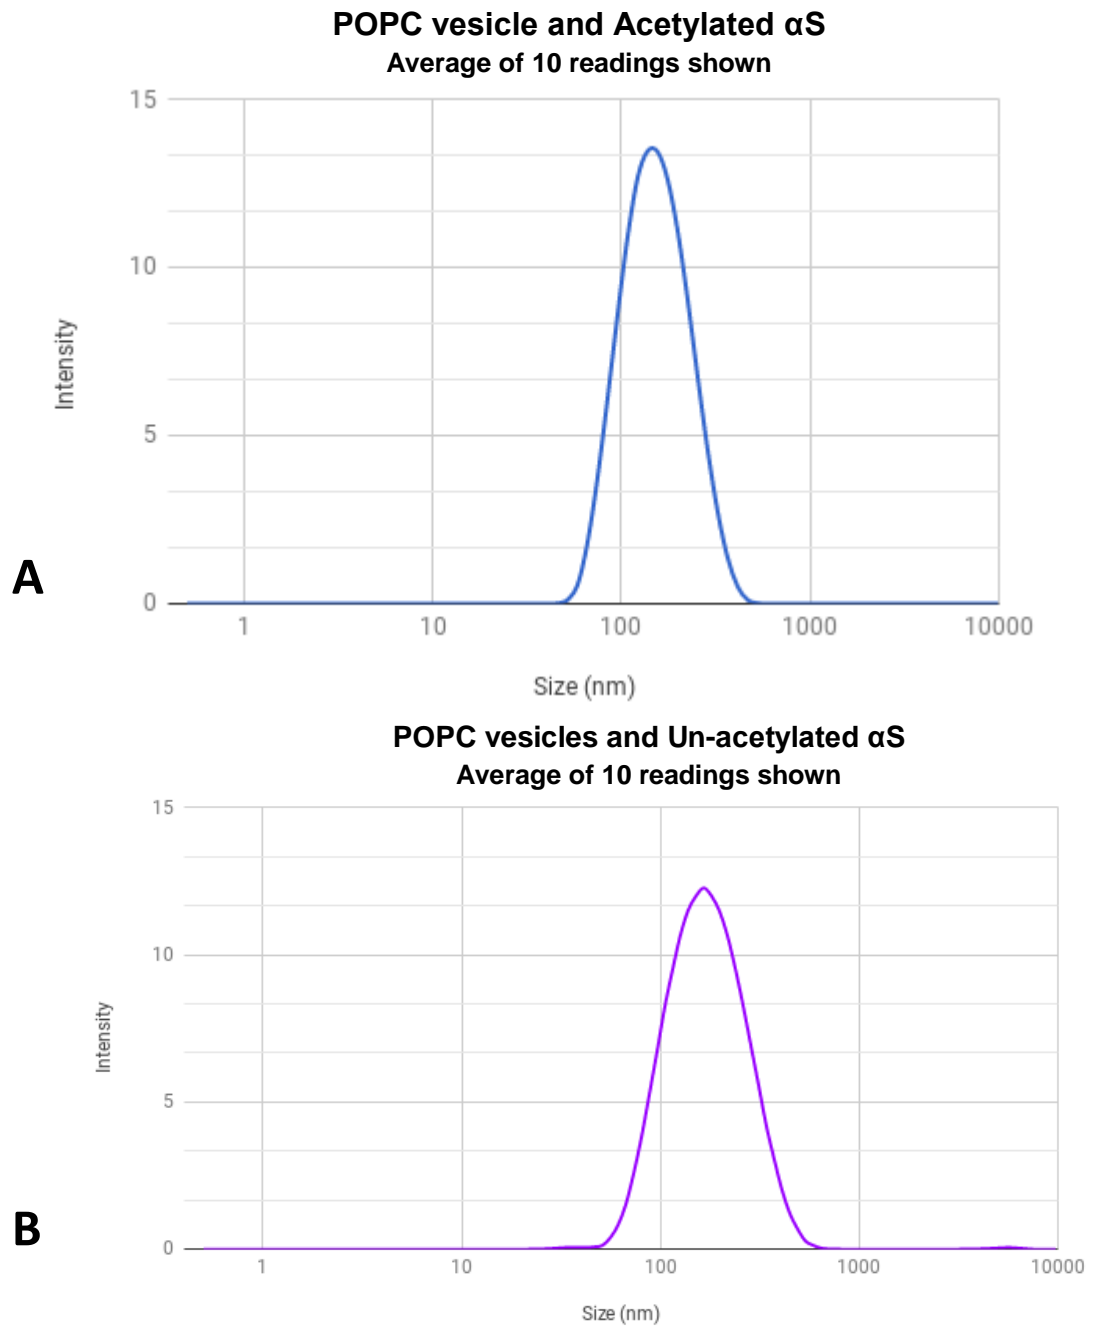 POPC vesicle and Acetylated αS
Average of 10 readings shown
15
10
5
0
Intensity
A
1 10 100 1000 10000
Size (nm)
POPC vesicles and Un-acetylated αS
Average of 10 readings shown
15
10
5
0
Intensity
B
1 10 100 1000 10000
Size (nm)